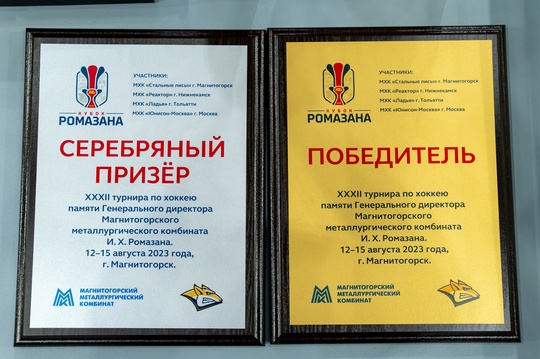 КУБОК
РОМАЗАНА
УЧАСТНИКИ:
МХК «Стальные лисы» г. Магнитогорск
МХК «Реактор» г. Нижнекамск
МХК «Ладья» г. Тольятти
МХК «Юнисон-Москва» г. Москва
СЕРЕБРЯНЫЙ
ПРИЗЁР
XXXII турнира по хоккею
памяти Генерального директора
Магнитогорского
металлургического комбината
И. Х. Ромазана.
12–15 августа 2023 года,
г. Магнитогорск.
МАГНИТОГОРСКИЙ
МЕТАЛЛУРГИЧЕСКИЙ
КОМБИНАТ
КУБОК
РОМАЗАНА
УЧАСТНИКИ:
МХК «Стальные лисы» г. Магнитогорск
МХК «Реактор» г. Нижнекамск
МХК «Ладья» г. Тольятти
МХК «Юнисон-Москва» г. Москва
ПОБЕДИТЕЛЬ
XXXII турнира по хоккею
памяти Генерального директора
Магнитогорского
металлургического комбината
И. Х. Ромазана.
12–15 августа 2023 года,
г. Магнитогорск.
МАГНИТОГОРСКИЙ
МЕТАЛЛУРГИЧЕСКИЙ
КОМБИНАТ